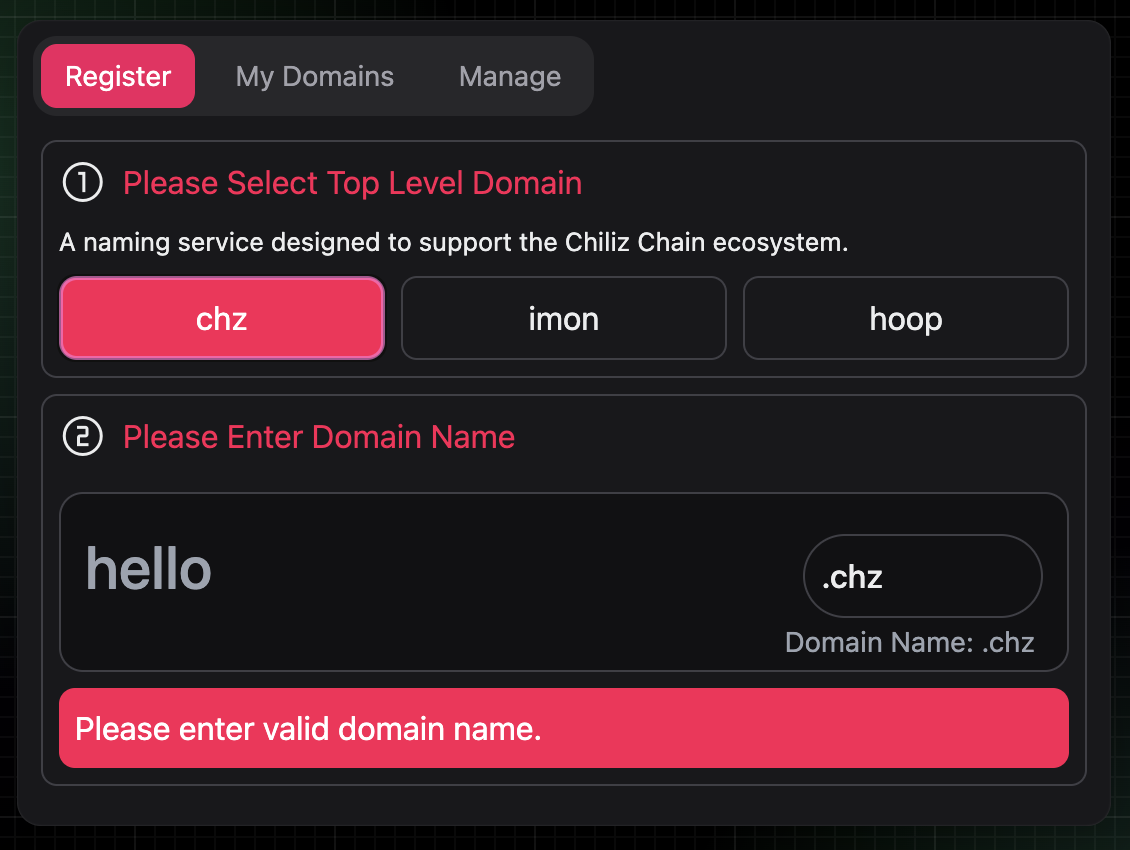 Register My Domains Manage
1 Please Select Top Level Domain
A naming service designed to support the Chiliz Chain ecosystem.
chz imon hoop
2 Please Enter Domain Name
hello .chz
Domain Name: .chz
Please enter valid domain name.